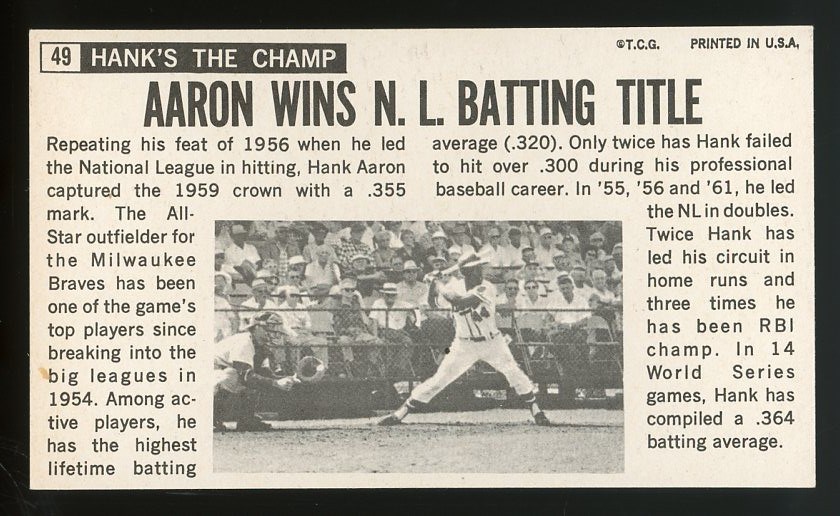 49 HANK'S THE CHAMP
©T.C.G. PRINTED IN U.S.A.
AARON WINS N. L. BATTING TITLE
Repeating his feat of 1956 when he led
the National League in hitting, Hank Aaron
captured the 1959 crown with a .355
mark. The All-
Star outfielder for
the Milwaukee
Braves has been
one of the game's
top players since
breaking into the
big leagues in
1954. Among ac-
tive players, he
has the highest
lifetime batting
average (.320). Only twice has Hank failed
to hit over .300 during his professional
baseball career. In '55, '56 and '61, he led
the NL in doubles.
Twice Hank has
led his circuit in
home runs and
three times he
has been RBI
champ. In 14
World Series
games, Hank has
compiled a .364
batting average.